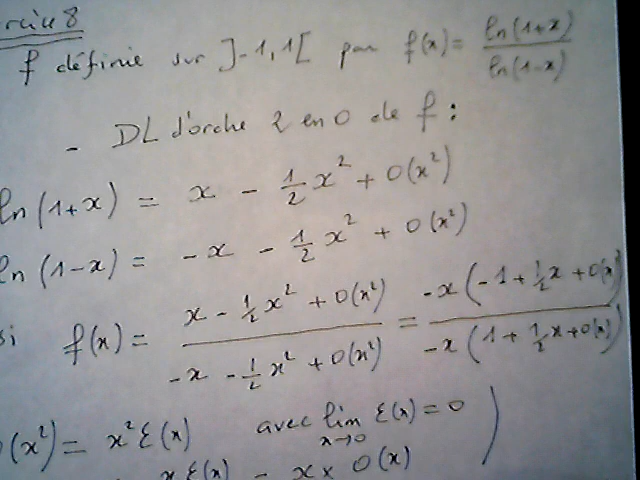 rcice 8
f définie sur ]-1,1[ par f(x) = ln(1+x)/ln(1-x)
- DL d'ordre 2 en 0 de f :
ln(1+x) = x - 1/2 x² + o(x²)
ln(1-x) = -x - 1/2 x² + o(x²)
si f(x) = (x - 1/2 x² + o(x²))/(-x - 1/2 x² + o(x²)) = -x(-1 + 1/2 x + o(x))/-x(1 + 1/2 x + o(x))
o(x²) = x² ε(x) avec lim x→0 ε(x) = 0 )
x ε(x) - x × o(x)